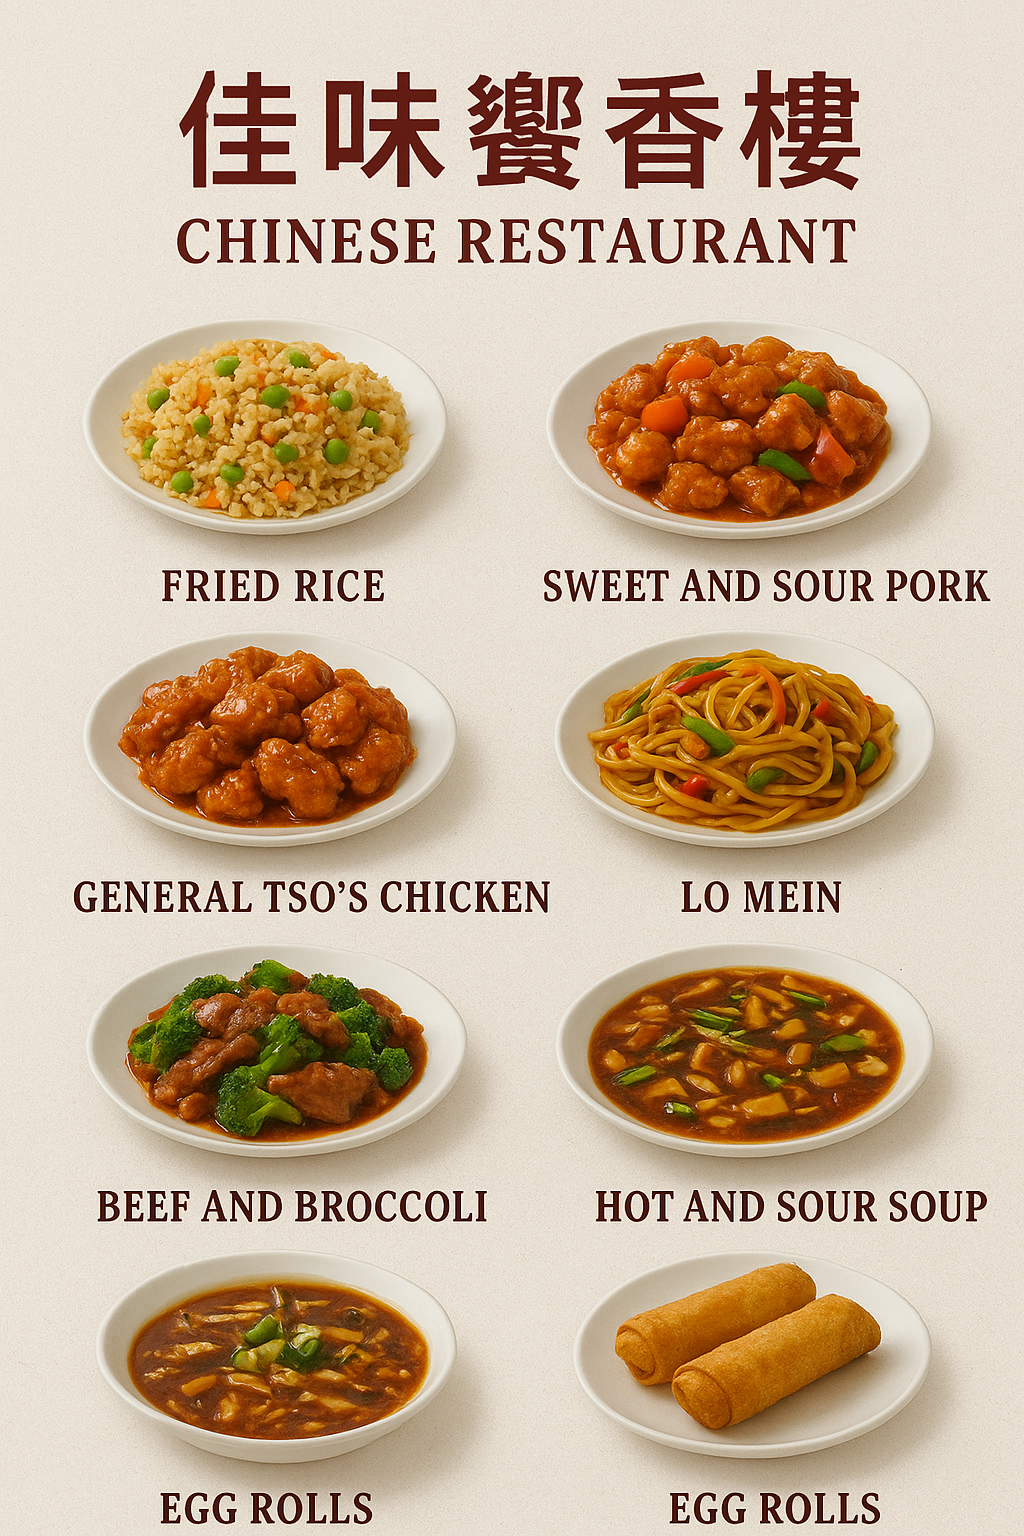 佳味饗香樓
CHINESE RESTAURANT
FRIED RICE
SWEET AND SOUR PORK
GENERAL TSO’S CHICKEN
LO MEIN
BEEF AND BROCCOLI
HOT AND SOUR SOUP
EGG ROLLS
EGG ROLLS